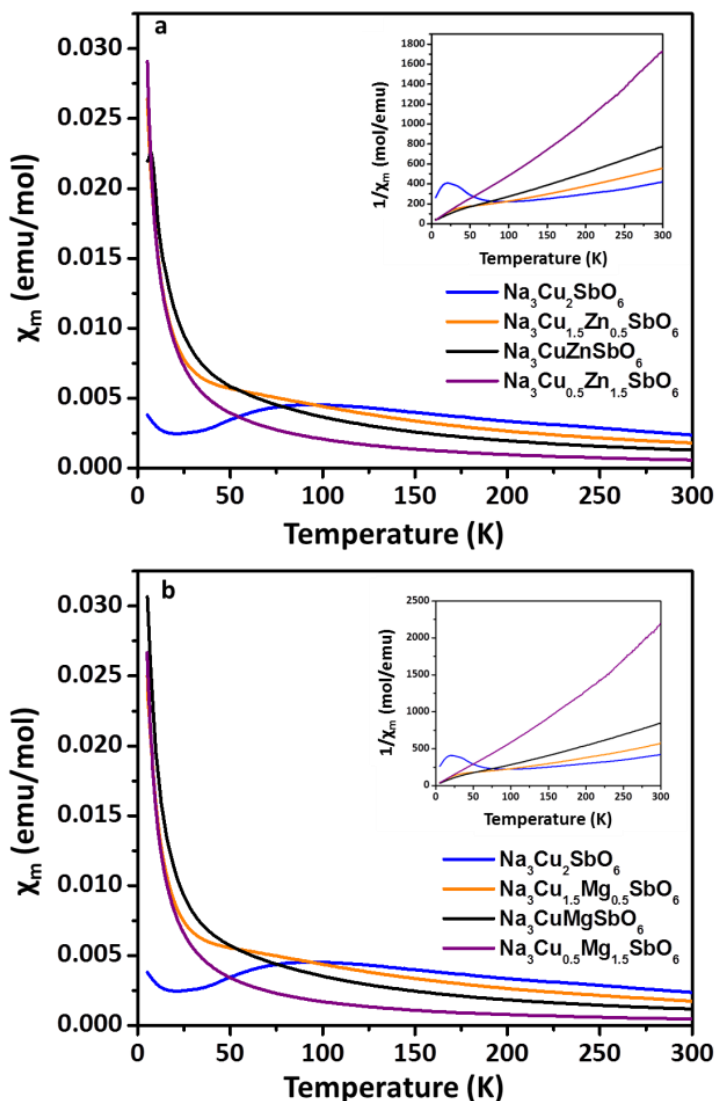 a
0.030
0.025
0.020
0.015
0.010
0.005
0.000
χm (emu/mol)
0 50 100 150 200 250 300
Temperature (K)
1800
1600
1400
1200
1000
800
600
400
200
0
1/χm (mol/emu)
0 50 100 150 200 250 300
Temperature (K)
Na3Cu2SbO6
Na3Cu1.5Zn0.5SbO6
Na3CuZnSbO6
Na3Cu0.5Zn1.5SbO6
b
0.030
0.025
0.020
0.015
0.010
0.005
0.000
χm (emu/mol)
0 50 100 150 200 250 300
Temperature (K)
2500
2000
1500
1000
500
0
1/χm (mol/emu)
0 50 100 150 200 250 300
Temperature (K)
Na3Cu2SbO6
Na3Cu1.5Mg0.5SbO6
Na3CuMgSbO6
Na3Cu0.5Mg1.5SbO6